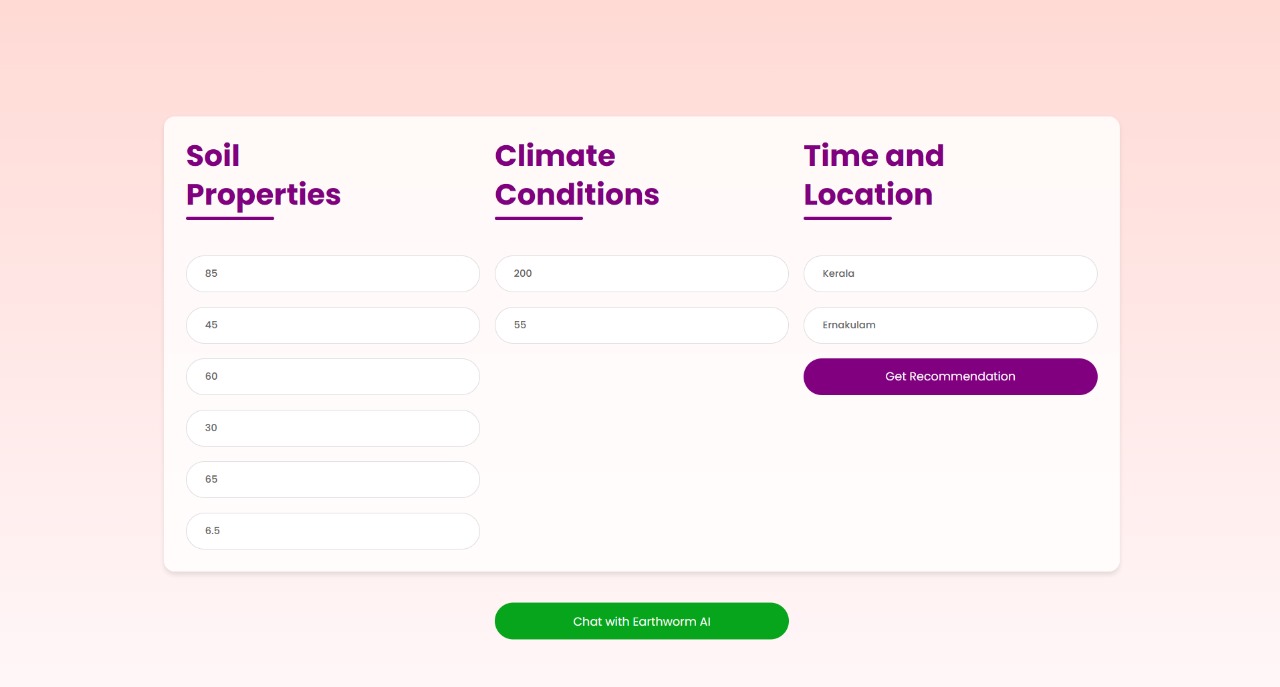 Soil
Properties
85
45
60
30
65
6.5
Climate
Conditions
200
55
Time and
Location
Kerala
Ernakulam
Get Recommendation
Chat with Earthworm AI